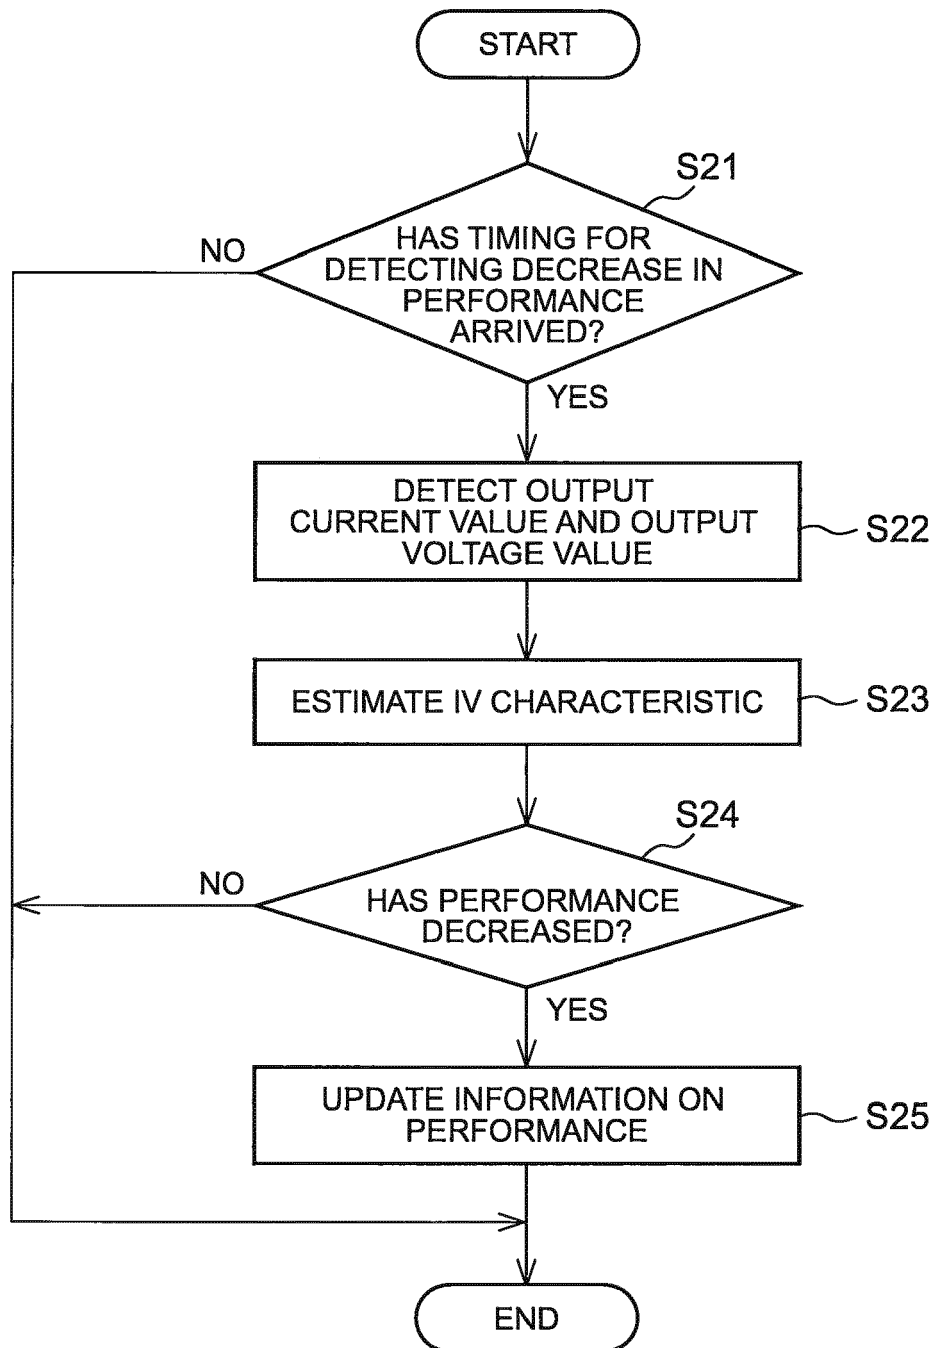 START
S21
HAS TIMING FOR
DETECTING DECREASE IN
PERFORMANCE
ARRIVED?
NO
YES
DETECT OUTPUT
CURRENT VALUE AND OUTPUT
VOLTAGE VALUE
S22
ESTIMATE IV CHARACTERISTIC
S23
S24
HAS PERFORMANCE
DECREASED?
NO
YES
UPDATE INFORMATION ON
PERFORMANCE
S25
END